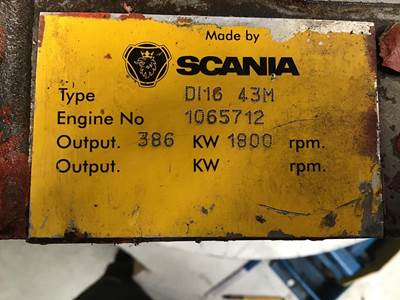 Made by
SCANIA
Type DI16 43M
Engine No 1065712
Output. 386 KW 1800 rpm.
Output. KW rpm.